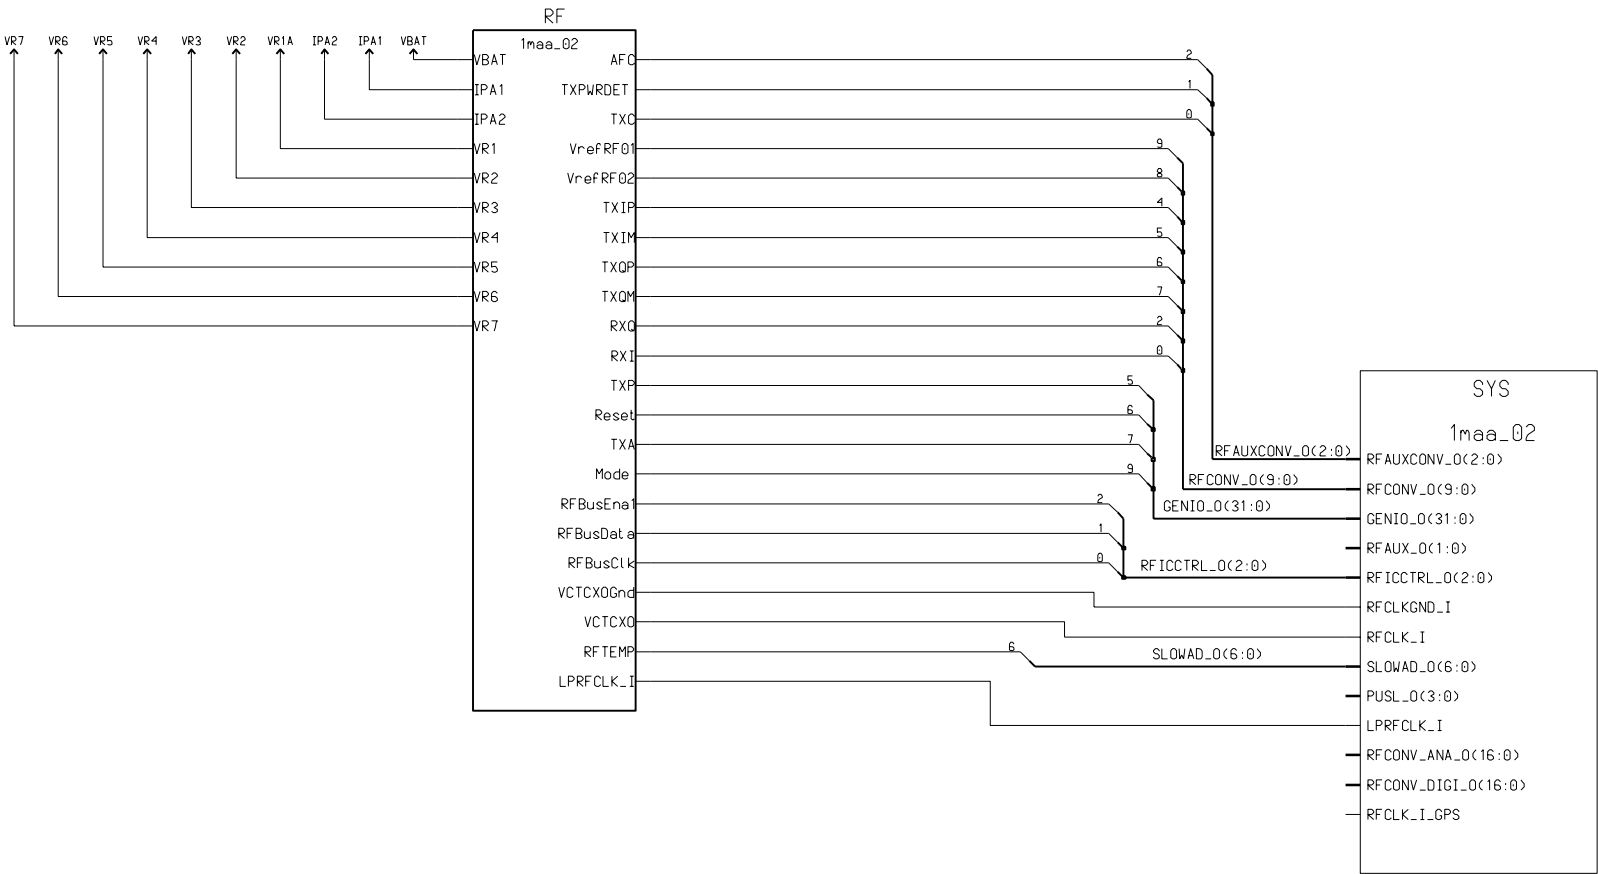 RF
VR7 VR6 VR5 VR4 VR3 VR2 VR1A IPA2 IPA1 VBAT
1maa_02
VBAT AFC 2
IPA1 TXPWRDET 1
IPA2 TXC 0
VR1 VrefRF01 9
VR2 VrefRF02 8
VR3 TXIP 4
VR4 TXIM 5
VR5 TXQP 6
VR6 TXQM 7
VR7 RXQ 2
RXI 0
TXP 5
Reset 6
TXA 7
Mode 9
RFBusEna1 2
RFBusData 1
RFBusClk 0
VCTCXOGnd
VCTCXO
RFTEMP 6
LPRFCLK_I
SYS
1maa_02
RFAUXCONV_O(2:0) RFAUXCONV_O(2:0)
RFCONV_O(9:0) RFCONV_O(9:0)
GENIO_O(31:0) GENIO_O(31:0)
RFAUX_O(1:0)
RFICCTRL_O(2:0) RFICCTRL_O(2:0)
RFCLKGND_I
RFCLK_I
SLOWAD_O(6:0) SLOWAD_O(6:0)
PUSL_O(3:0)
LPRFCLK_I
RFCONV_ANA_O(16:0)
RFCONV_DIGI_O(16:0)
RFCLK_I_GPS